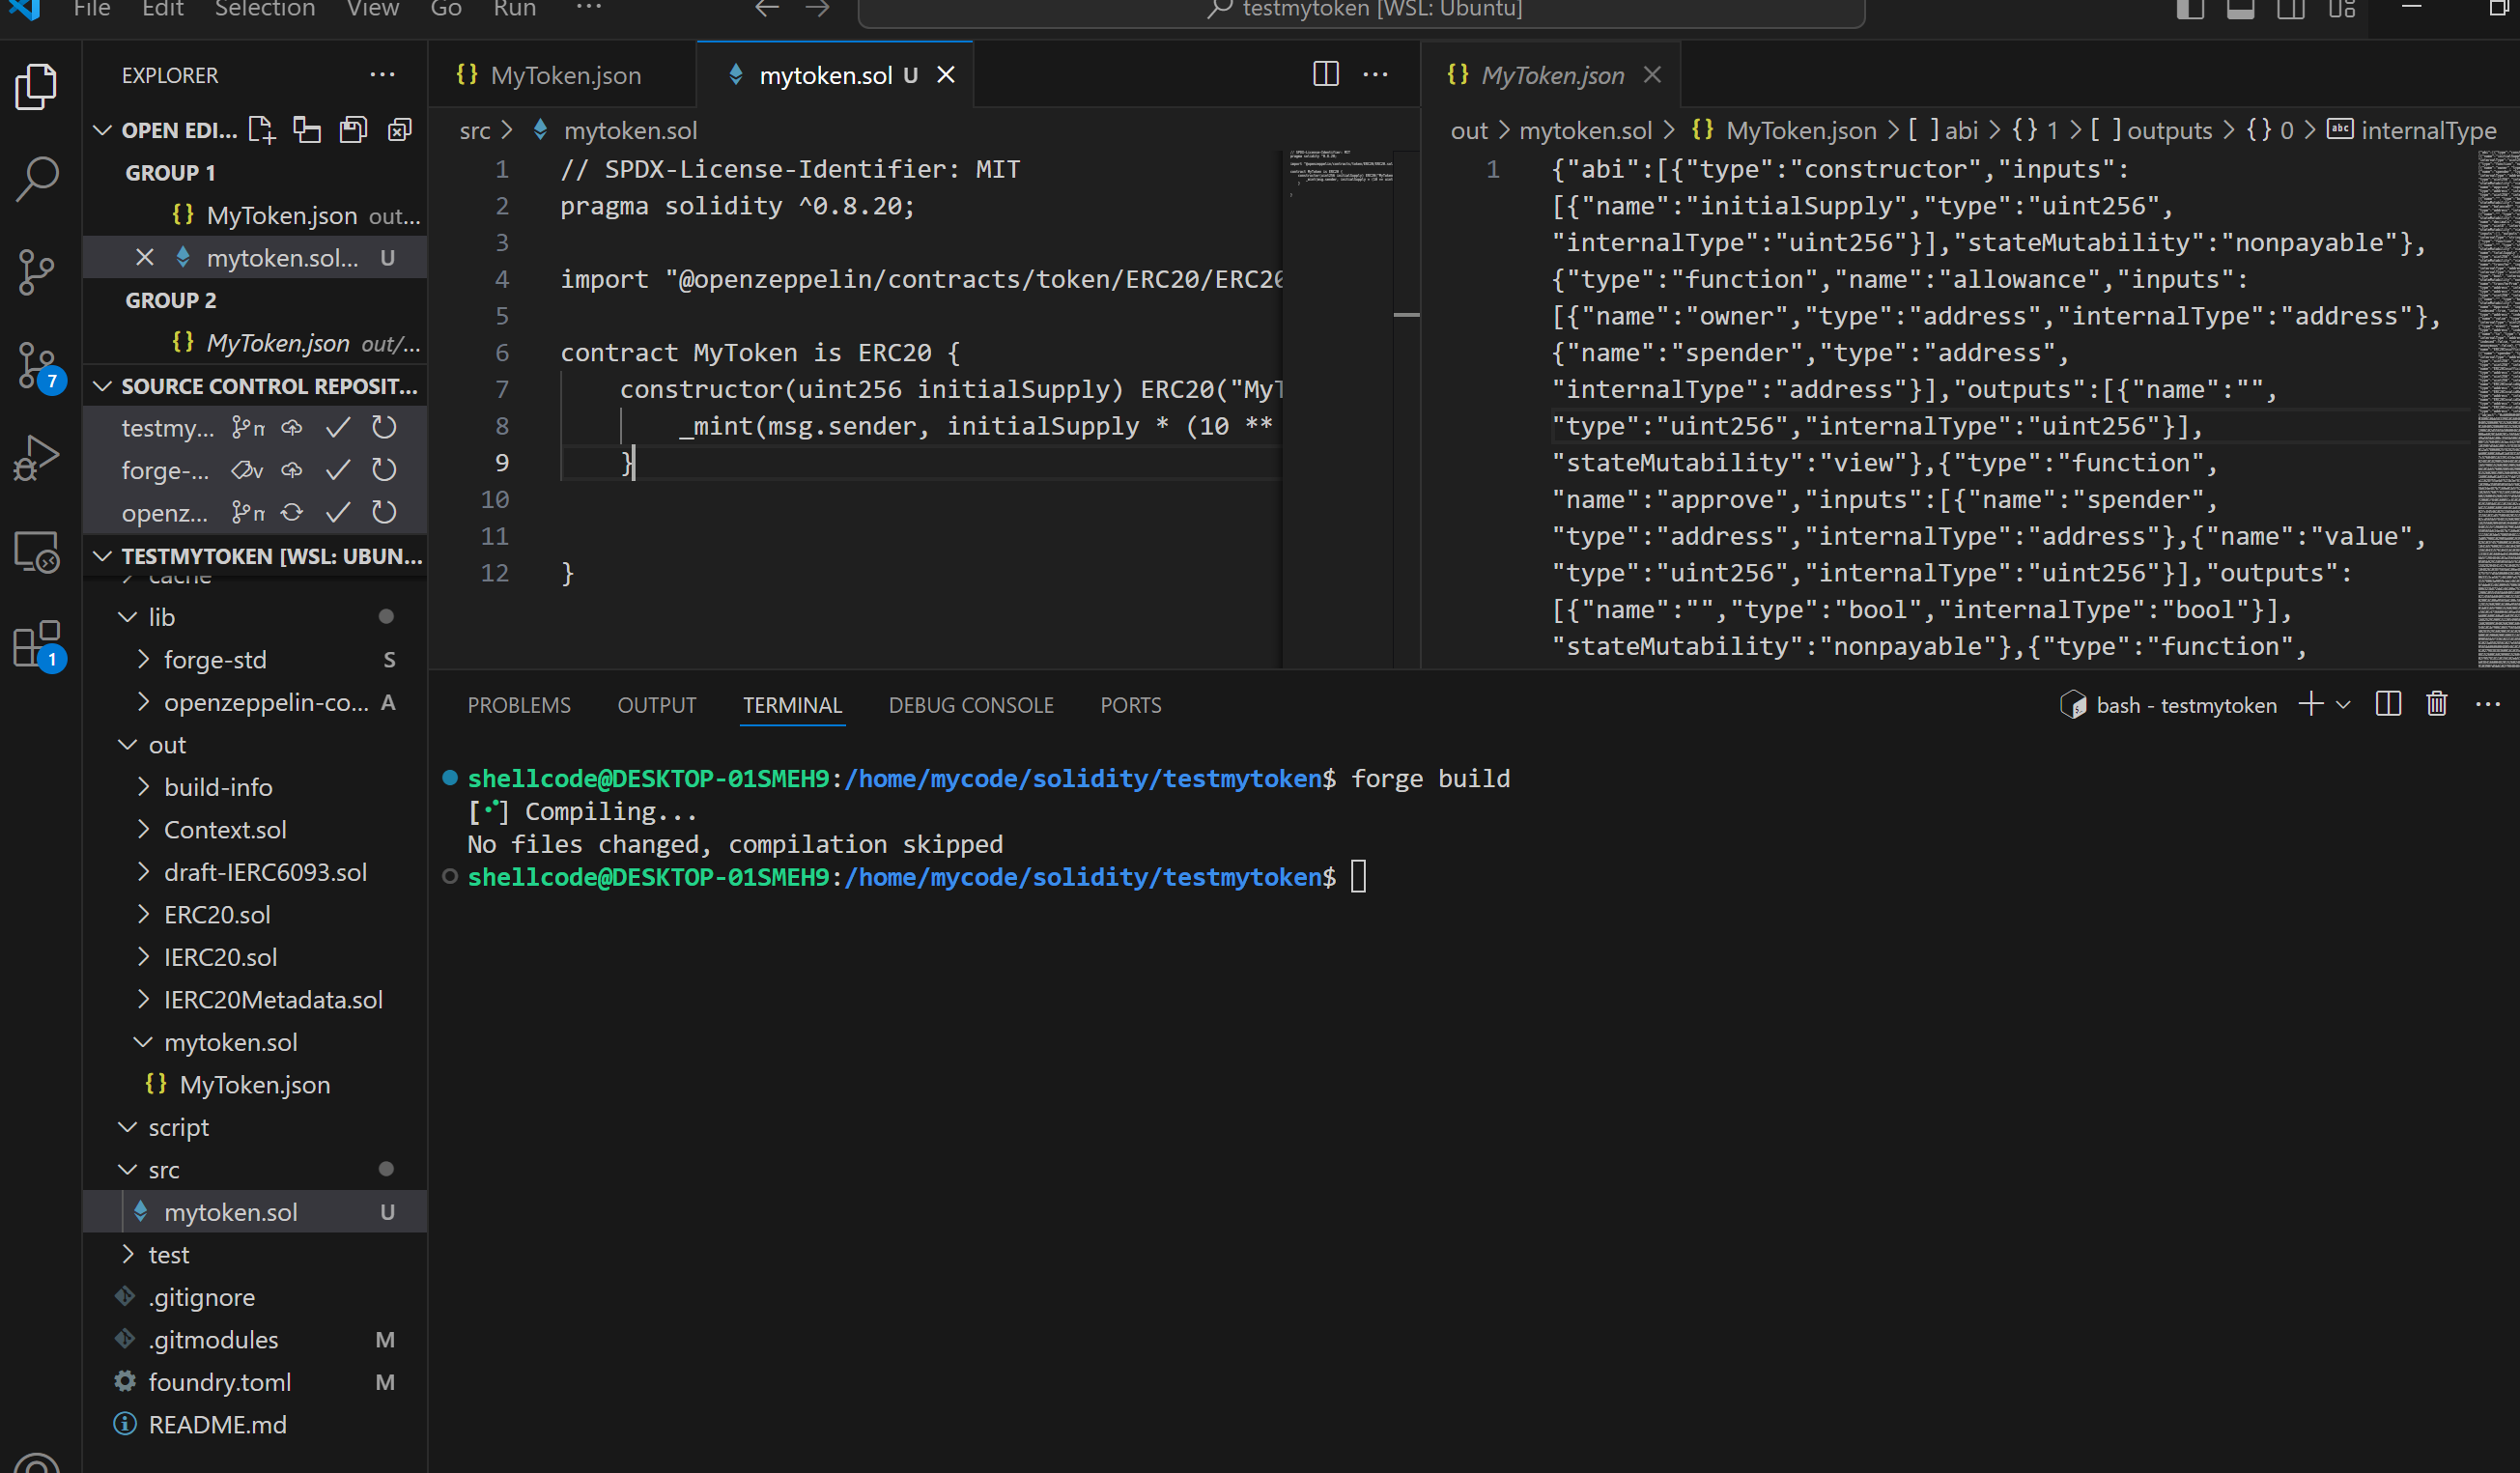 File Edit Selection View Go Run ···
testmytoken [WSL: Ubuntu]
EXPLORER
OPEN EDI...
GROUP 1
MyToken.json out...
mytoken.sol... U
GROUP 2
MyToken.json out/...
SOURCE CONTROL REPOSIT...
testmy...
forge-... v
openz...
TESTMYTOKEN [WSL: UBUN...
cache
lib
forge-std S
openzeppelin-co... A
out
build-info
Context.sol
draft-IERC6093.sol
ERC20.sol
IERC20.sol
IERC20Metadata.sol
mytoken.sol
{} MyToken.json
script
src
mytoken.sol U
test
.gitignore
.gitmodules M
foundry.toml M
README.md
7
1
{} MyToken.json
mytoken.sol U
src > mytoken.sol
1 // SPDX-License-Identifier: MIT
2 pragma solidity ^0.8.20;
3
4 import "@openzeppelin/contracts/token/ERC20/ERC20
5
6 contract MyToken is ERC20 {
7 constructor(uint256 initialSupply) ERC20("MyT
8 _mint(msg.sender, initialSupply * (10 **
9 }
10
11
12 }
{} MyToken.json
out > mytoken.sol > {} MyToken.json > [ ] abi > {} 1 > [ ] outputs > {} 0 > abc internalType
1 {"abi":[{"type":"constructor","inputs":
[{"name":"initialSupply","type":"uint256",
"internalType":"uint256"}],"stateMutability":"nonpayable"},
{"type":"function","name":"allowance","inputs":
[{"name":"owner","type":"address","internalType":"address"},
{"name":"spender","type":"address",
"internalType":"address"}],"outputs":[{"name":"",
"type":"uint256","internalType":"uint256"}],
"stateMutability":"view"},{"type":"function",
"name":"approve","inputs":[{"name":"spender",
"type":"address","internalType":"address"},{"name":"value",
"type":"uint256","internalType":"uint256"}],"outputs":
[{"name":"","type":"bool","internalType":"bool"}],
"stateMutability":"nonpayable"},{"type":"function",
PROBLEMS OUTPUT TERMINAL DEBUG CONSOLE PORTS
bash - testmytoken
shellcode@DESKTOP-01SMEH9:/home/mycode/solidity/testmytoken$ forge build
[⠊] Compiling...
No files changed, compilation skipped
shellcode@DESKTOP-01SMEH9:/home/mycode/solidity/testmytoken$